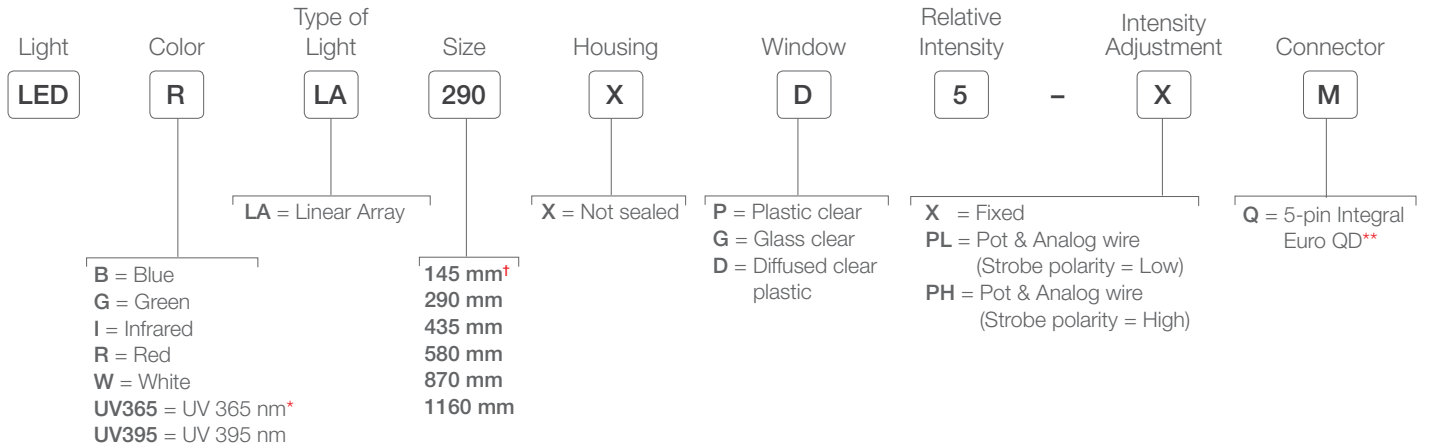 Light
Color
Type of
Light
Size
Housing
Window
Relative
Intensity
Intensity
Adjustment
Connector
LED
R
LA
290
X
D
5
–
X
M
B = Blue
G = Green
I = Infrared
R = Red
W = White
UV365 = UV 365 nm*
UV395 = UV 395 nm
LA = Linear Array
145 mm†
290 mm
435 mm
580 mm
870 mm
1160 mm
X = Not sealed
P = Plastic clear
G = Glass clear
D = Diffused clear
plastic
X = Fixed
PL = Pot & Analog wire
(Strobe polarity = Low)
PH = Pot & Analog wire
(Strobe polarity = High)
Q = 5-pin Integral
Euro QD**